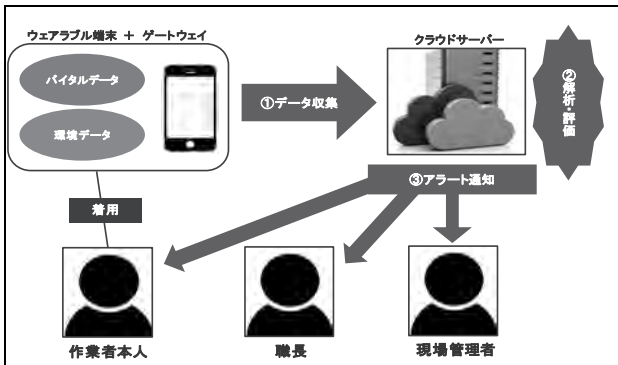 ウェアラブル端末 ＋ ゲートウェイ
クラウドサーバー
バイタルデータ
環境データ
①データ収集
②解析・評価
③アラート通知
着用
作業者本人
職長
現場管理者